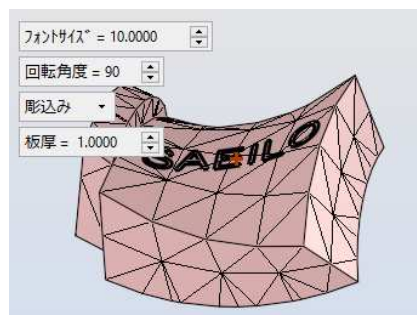 フォントサイズ = 10.0000
回転角度 = 90
彫込み
板厚 = 1.0000
SAEILO